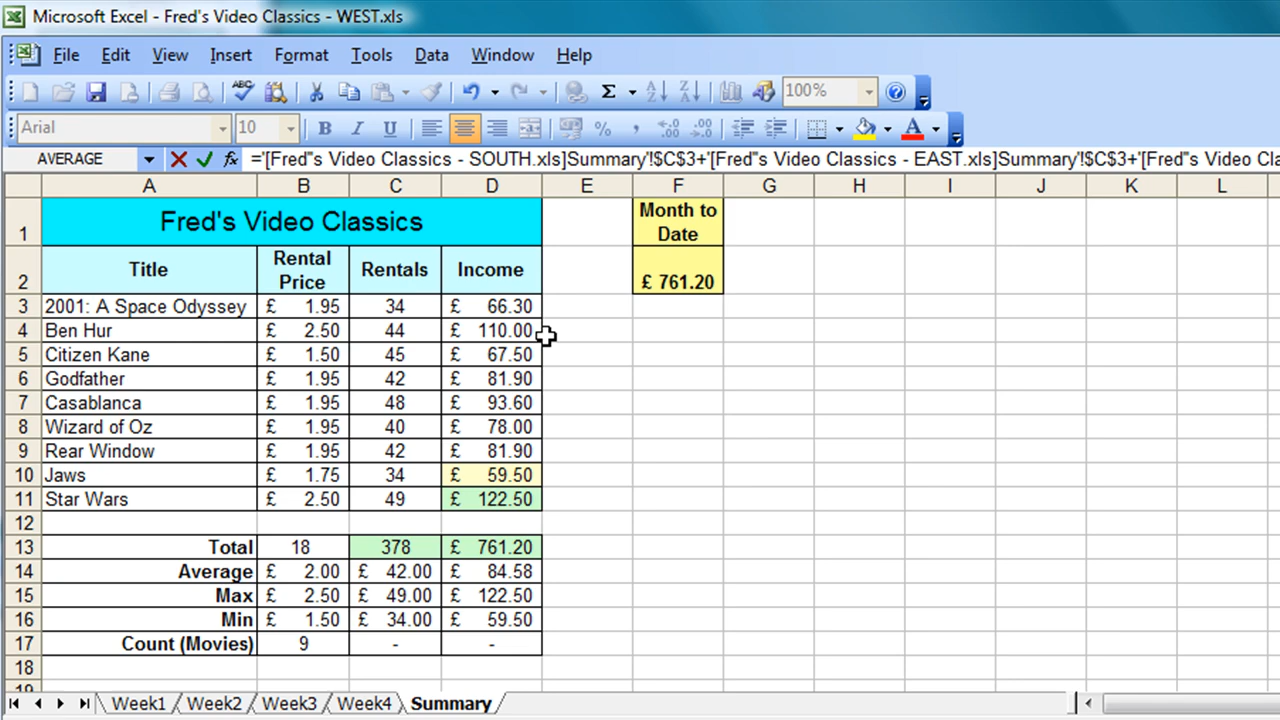 Microsoft Excel - Fred's Video Classics - WEST.xls
File Edit View Insert Format Tools Data Window Help
ABC Σ 100%
Arial 10 B I U % , A
AVERAGE fx ='[Fred''s Video Classics - SOUTH.xls]Summary'!$C$3+'[Fred''s Video Classics - EAST.xls]Summary'!$C$3+'[Fred''s Video
A B C D E F G H I J K L
1 Fred's Video Classics Month to Date
2 Title Rental Price Rentals Income £ 761.20
3 2001: A Space Odyssey £ 1.95 34 £ 66.30
4 Ben Hur £ 2.50 44 £ 110.00
5 Citizen Kane £ 1.50 45 £ 67.50
6 Godfather £ 1.95 42 £ 81.90
7 Casablanca £ 1.95 48 £ 93.60
8 Wizard of Oz £ 1.95 40 £ 78.00
9 Rear Window £ 1.95 42 £ 81.90
10 Jaws £ 1.75 34 £ 59.50
11 Star Wars £ 2.50 49 £ 122.50
12
13 Total 18 378 £ 761.20
14 Average £ 2.00 £ 42.00 £ 84.58
15 Max £ 2.50 £ 49.00 £ 122.50
16 Min £ 1.50 £ 34.00 £ 59.50
17 Count (Movies) 9 - -
18
Week1 Week2 Week3 Week4 Summary